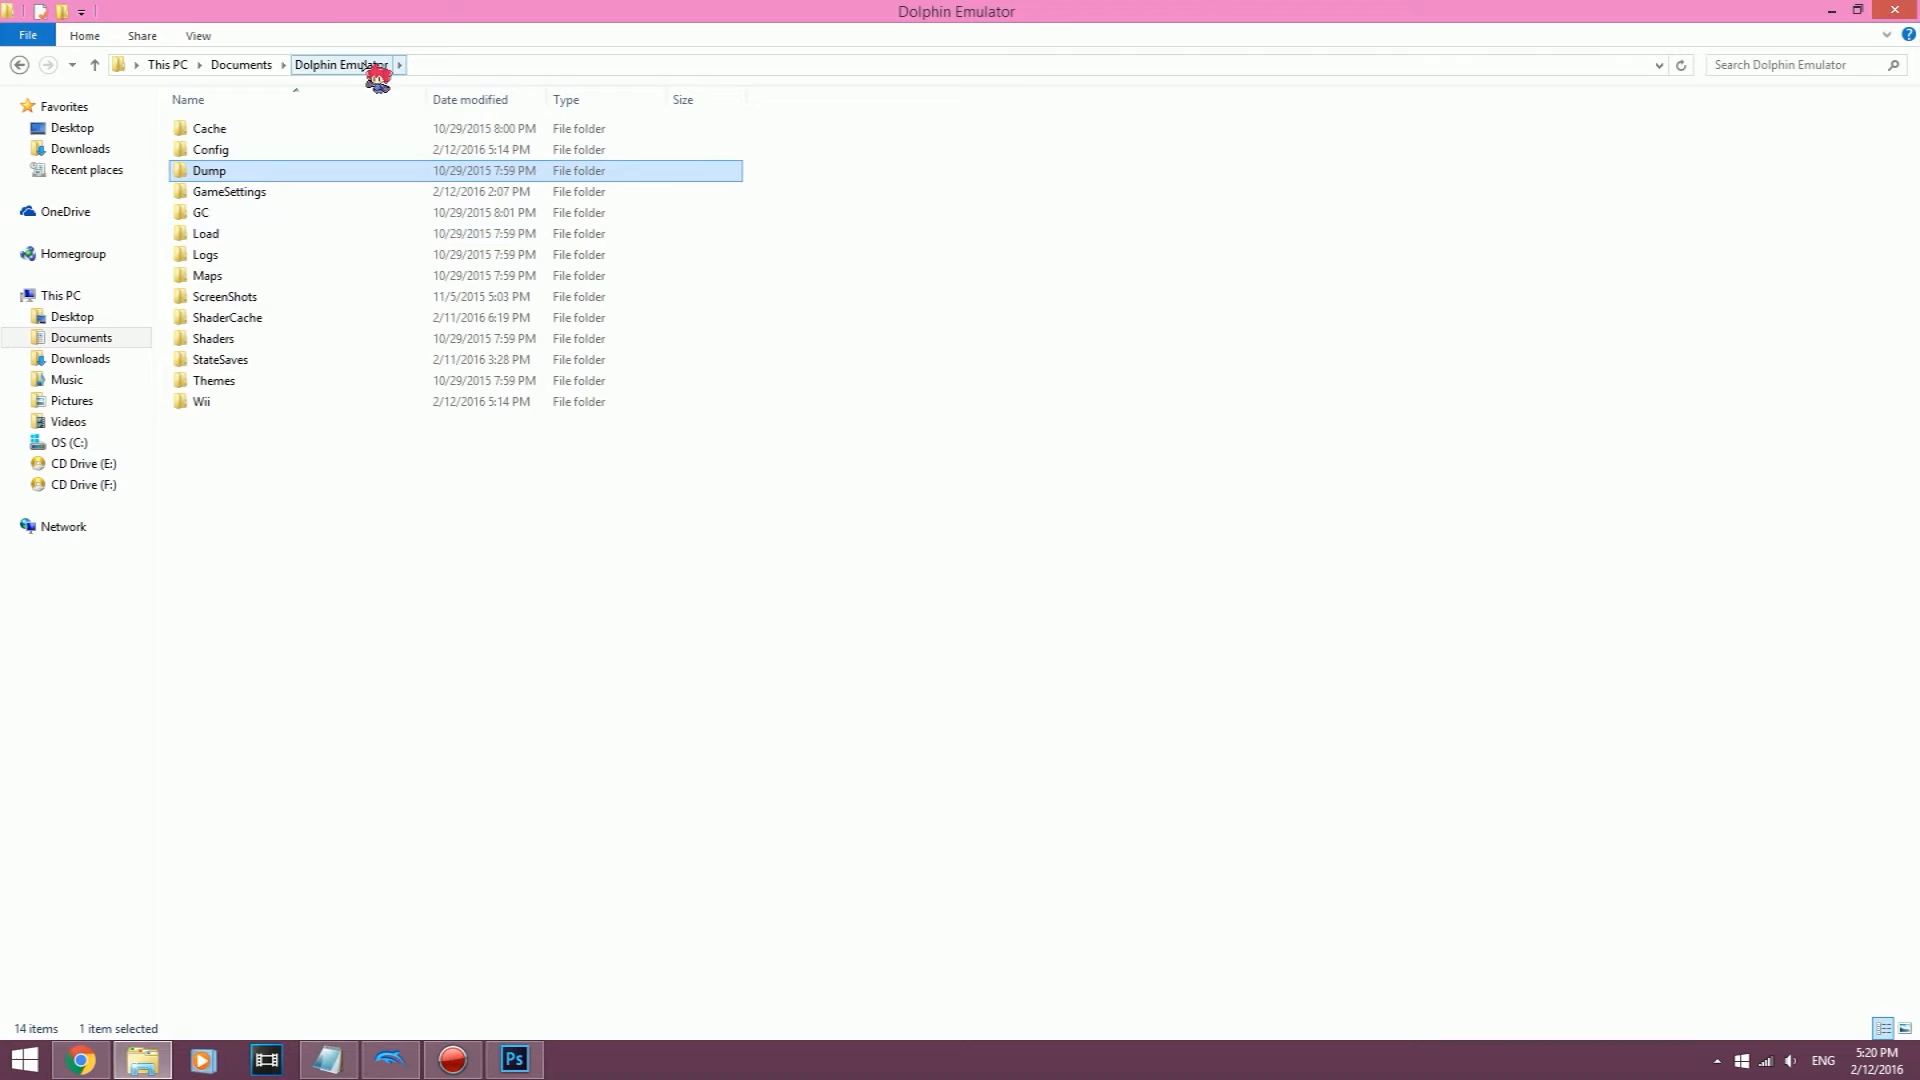 Dolphin Emulator
File Home Share View
This PC Documents Dolphin Emulator Search Dolphin Emulator
Name Date modified Type Size
Favorites
Desktop
Downloads
Recent places
OneDrive
Homegroup
This PC
Desktop
Documents
Downloads
Music
Pictures
Videos
OS (C:)
CD Drive (E:)
CD Drive (F:)
Network
Cache 10/29/2015 8:00 PM File folder
Config 2/12/2016 5:14 PM File folder
Dump 10/29/2015 7:59 PM File folder
GameSettings 2/12/2016 2:07 PM File folder
GC 10/29/2015 8:01 PM File folder
Load 10/29/2015 7:59 PM File folder
Logs 10/29/2015 7:59 PM File folder
Maps 10/29/2015 7:59 PM File folder
ScreenShots 11/5/2015 5:03 PM File folder
ShaderCache 2/11/2016 6:19 PM File folder
Shaders 10/29/2015 7:59 PM File folder
StateSaves 2/11/2016 3:28 PM File folder
Themes 10/29/2015 7:59 PM File folder
Wii 2/12/2016 5:14 PM File folder
14 items 1 item selected
Ps
ENG
5:20 PM
2/12/2016